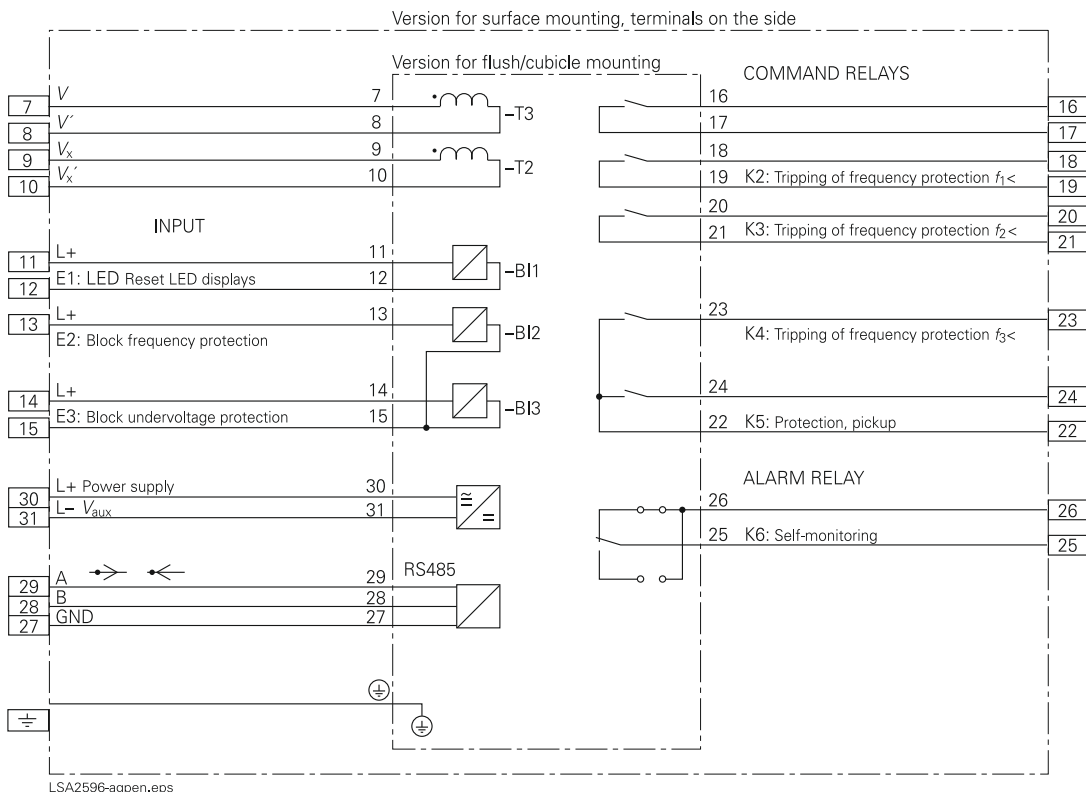 Version for surface mounting, terminals on the side
Version for flush/cubicle mounting
COMMAND RELAYS
7 V 7 –T3 16 16
8 V´ 8 17 17
9 Vx 9 –T2 18 18
10 Vx´ 10 19 K2: Tripping of frequency protection f1< 19
INPUT
20 20
21 K3: Tripping of frequency protection f2< 21
11 L+ 11 –BI1
12 E1: LED Reset LED displays 12
13 L+ 13 –BI2 23 23
E2: Block frequency protection
K4: Tripping of frequency protection f3<
14 L+ 14 –BI3 24 24
15 E3: Block undervoltage protection 15 22 K5: Protection, pickup 22
ALARM RELAY
30 L+ Power supply 30 26 26
31 L– Vaux 31 25 K6: Self-monitoring 25
RS485
29 A 29
28 B 28
27 GND 27
LSA2596-agpen.eps